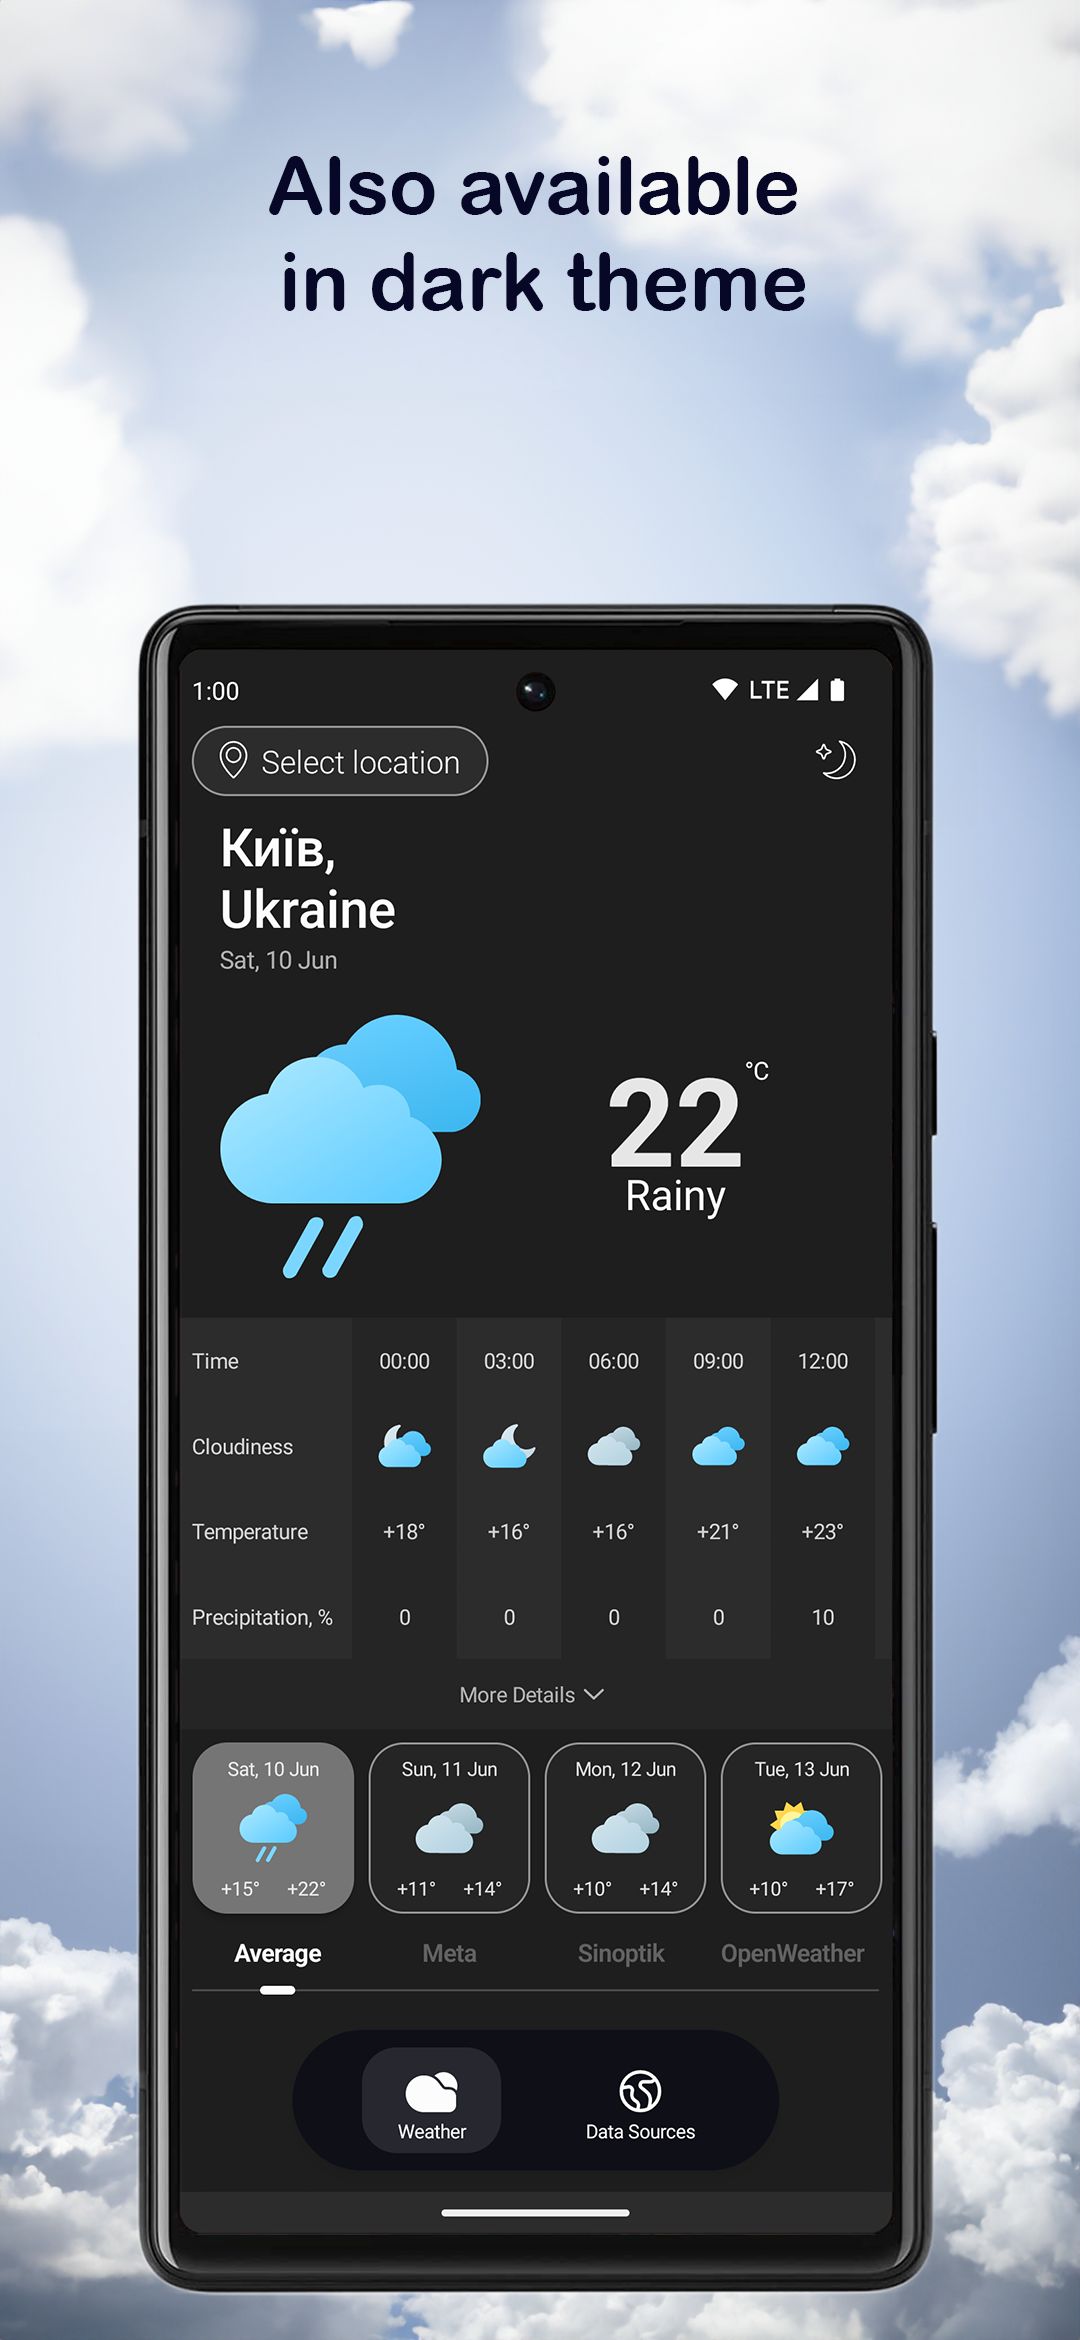 Also available
in dark theme
1:00
LTE
Select location
Київ,
Ukraine
Sat, 10 Jun
°C
22
Rainy
Time 00:00 03:00 06:00 09:00 12:00
Cloudiness
Temperature +18° +16° +16° +21° +23°
Precipitation, % 0 0 0 0 10
More Details
Sat, 10 Jun Sun, 11 Jun Mon, 12 Jun Tue, 13 Jun
+15° +22° +11° +14° +10° +14° +10° +17°
Average Meta Sinoptik OpenWeather
Weather Data Sources